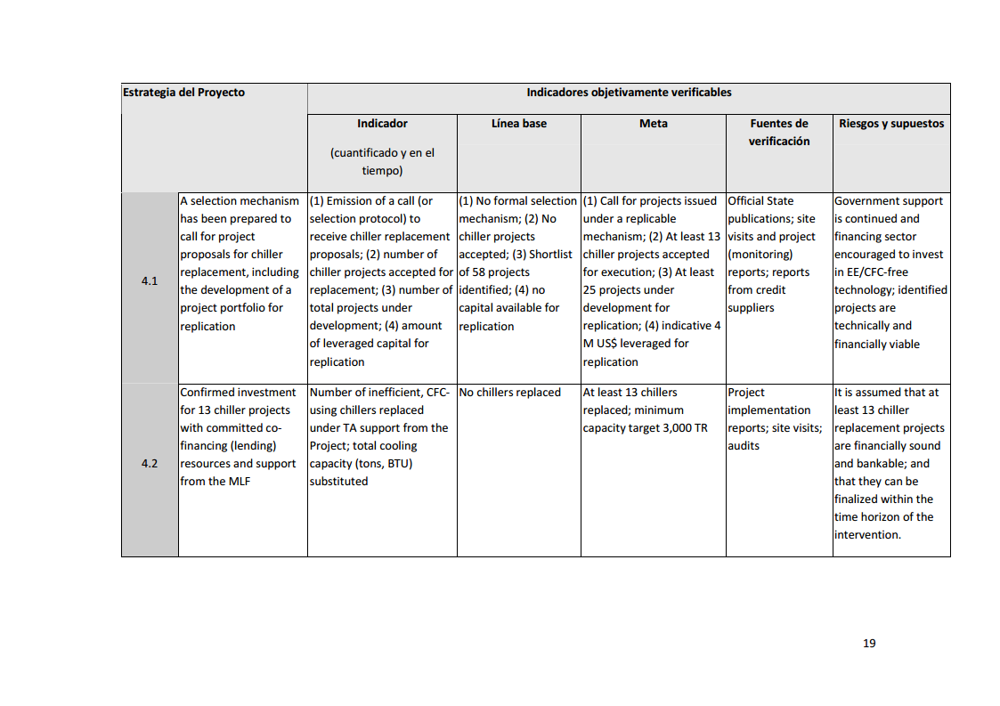 Estrategia del Proyecto
Indicadores objetivamente verificables
Indicador
(cuantificado y en el
tiempo)
Línea base
Meta
Fuentes de
verificación
Riesgos y supuestos
4.1
A selection mechanism
has been prepared to
call for project
proposals for chiller
replacement, including
the development of a
project portfolio for
replication
(1) Emission of a call (or
selection protocol) to
receive chiller replacement
proposals; (2) number of
chiller projects accepted for
replacement; (3) number of
total projects under
development; (4) amount
of leveraged capital for
replication
(1) No formal selection
mechanism; (2) No
chiller projects
accepted; (3) Shortlist
of 58 projects
identified; (4) no
capital available for
replication
(1) Call for projects issued
under a replicable
mechanism; (2) At least 13
chiller projects accepted
for execution; (3) At least
25 projects under
development for
replication; (4) indicative 4
M US$ leveraged for
replication
Official State
publications; site
visits and project
(monitoring)
reports; reports
from credit
suppliers
Government support
is continued and
financing sector
encouraged to invest
in EE/CFC-free
technology; identified
projects are
technically and
financially viable
4.2
Confirmed investment
for 13 chiller projects
with committed co-
financing (lending)
resources and support
from the MLF
Number of inefficient, CFC-
using chillers replaced
under TA support from the
Project; total cooling
capacity (tons, BTU)
substituted
No chillers replaced
At least 13 chillers
replaced; minimum
capacity target 3,000 TR
Project
implementation
reports; site visits;
audits
It is assumed that at
least 13 chiller
replacement projects
are financially sound
and bankable; and
that they can be
finalized within the
time horizon of the
intervention.
19